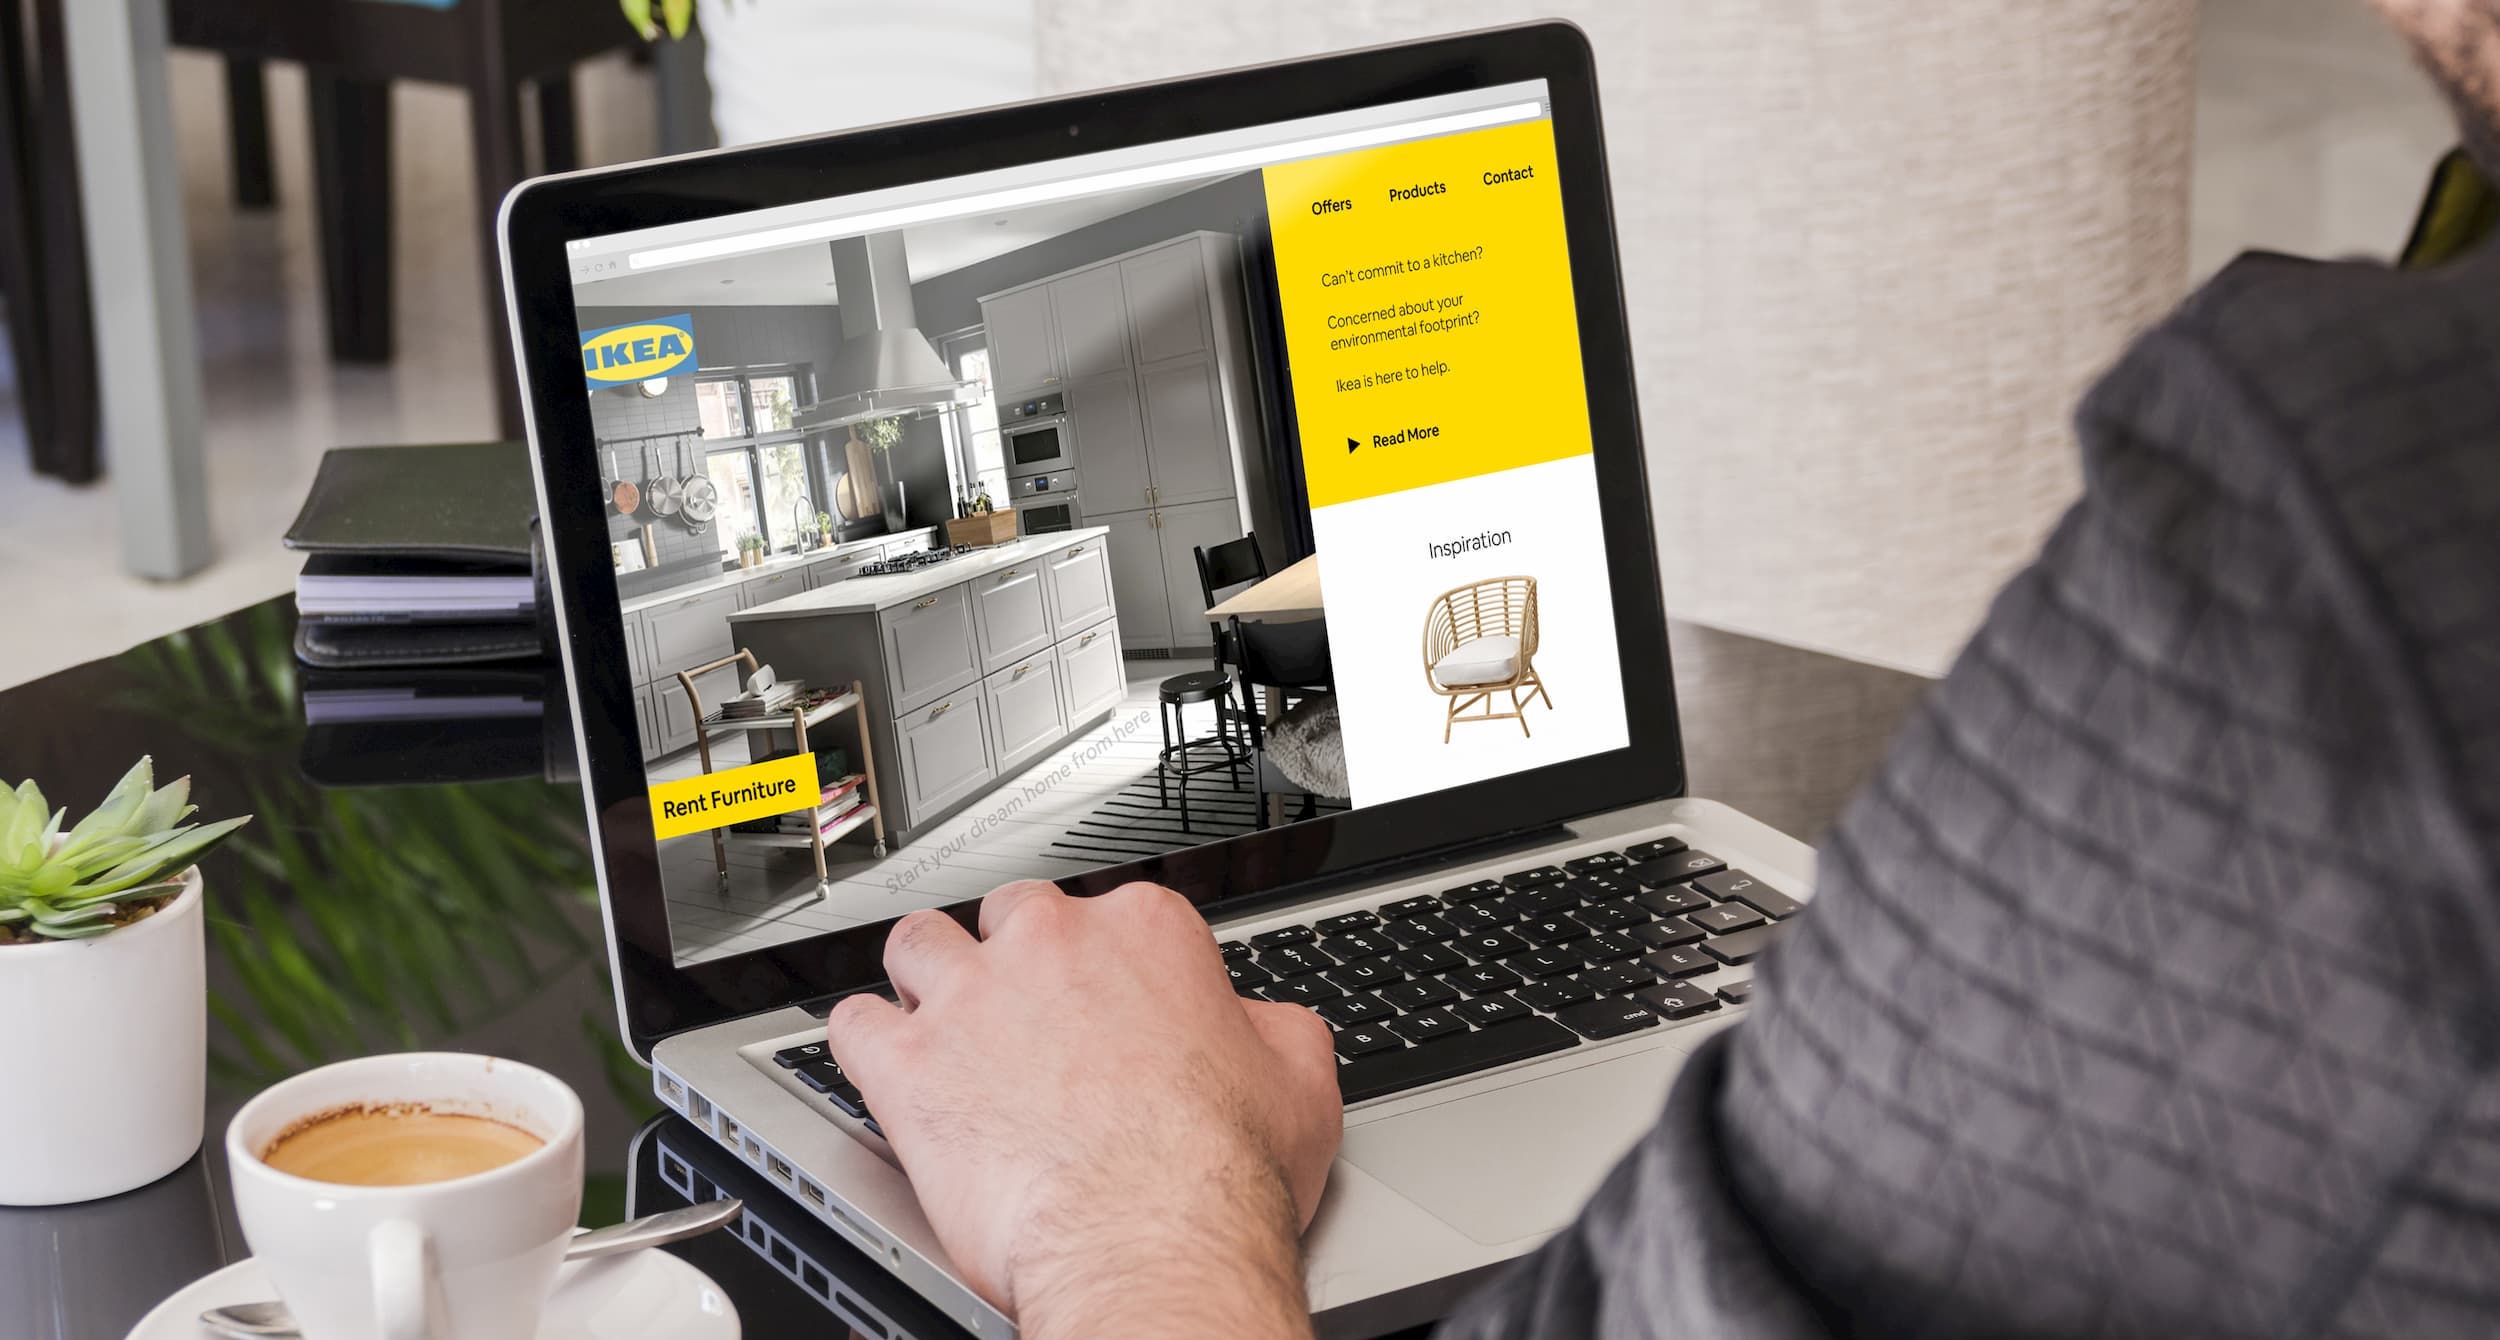 IKEA
Offers
Products
Contact
Can't commit to a kitchen?
Concerned about your
environmental footprint?
Ikea is here to help.
Read More
Inspiration
Rent Furniture
Start your dream home from here
P
O
I
U
Y
L
K
J
H
M
N
B
cmd